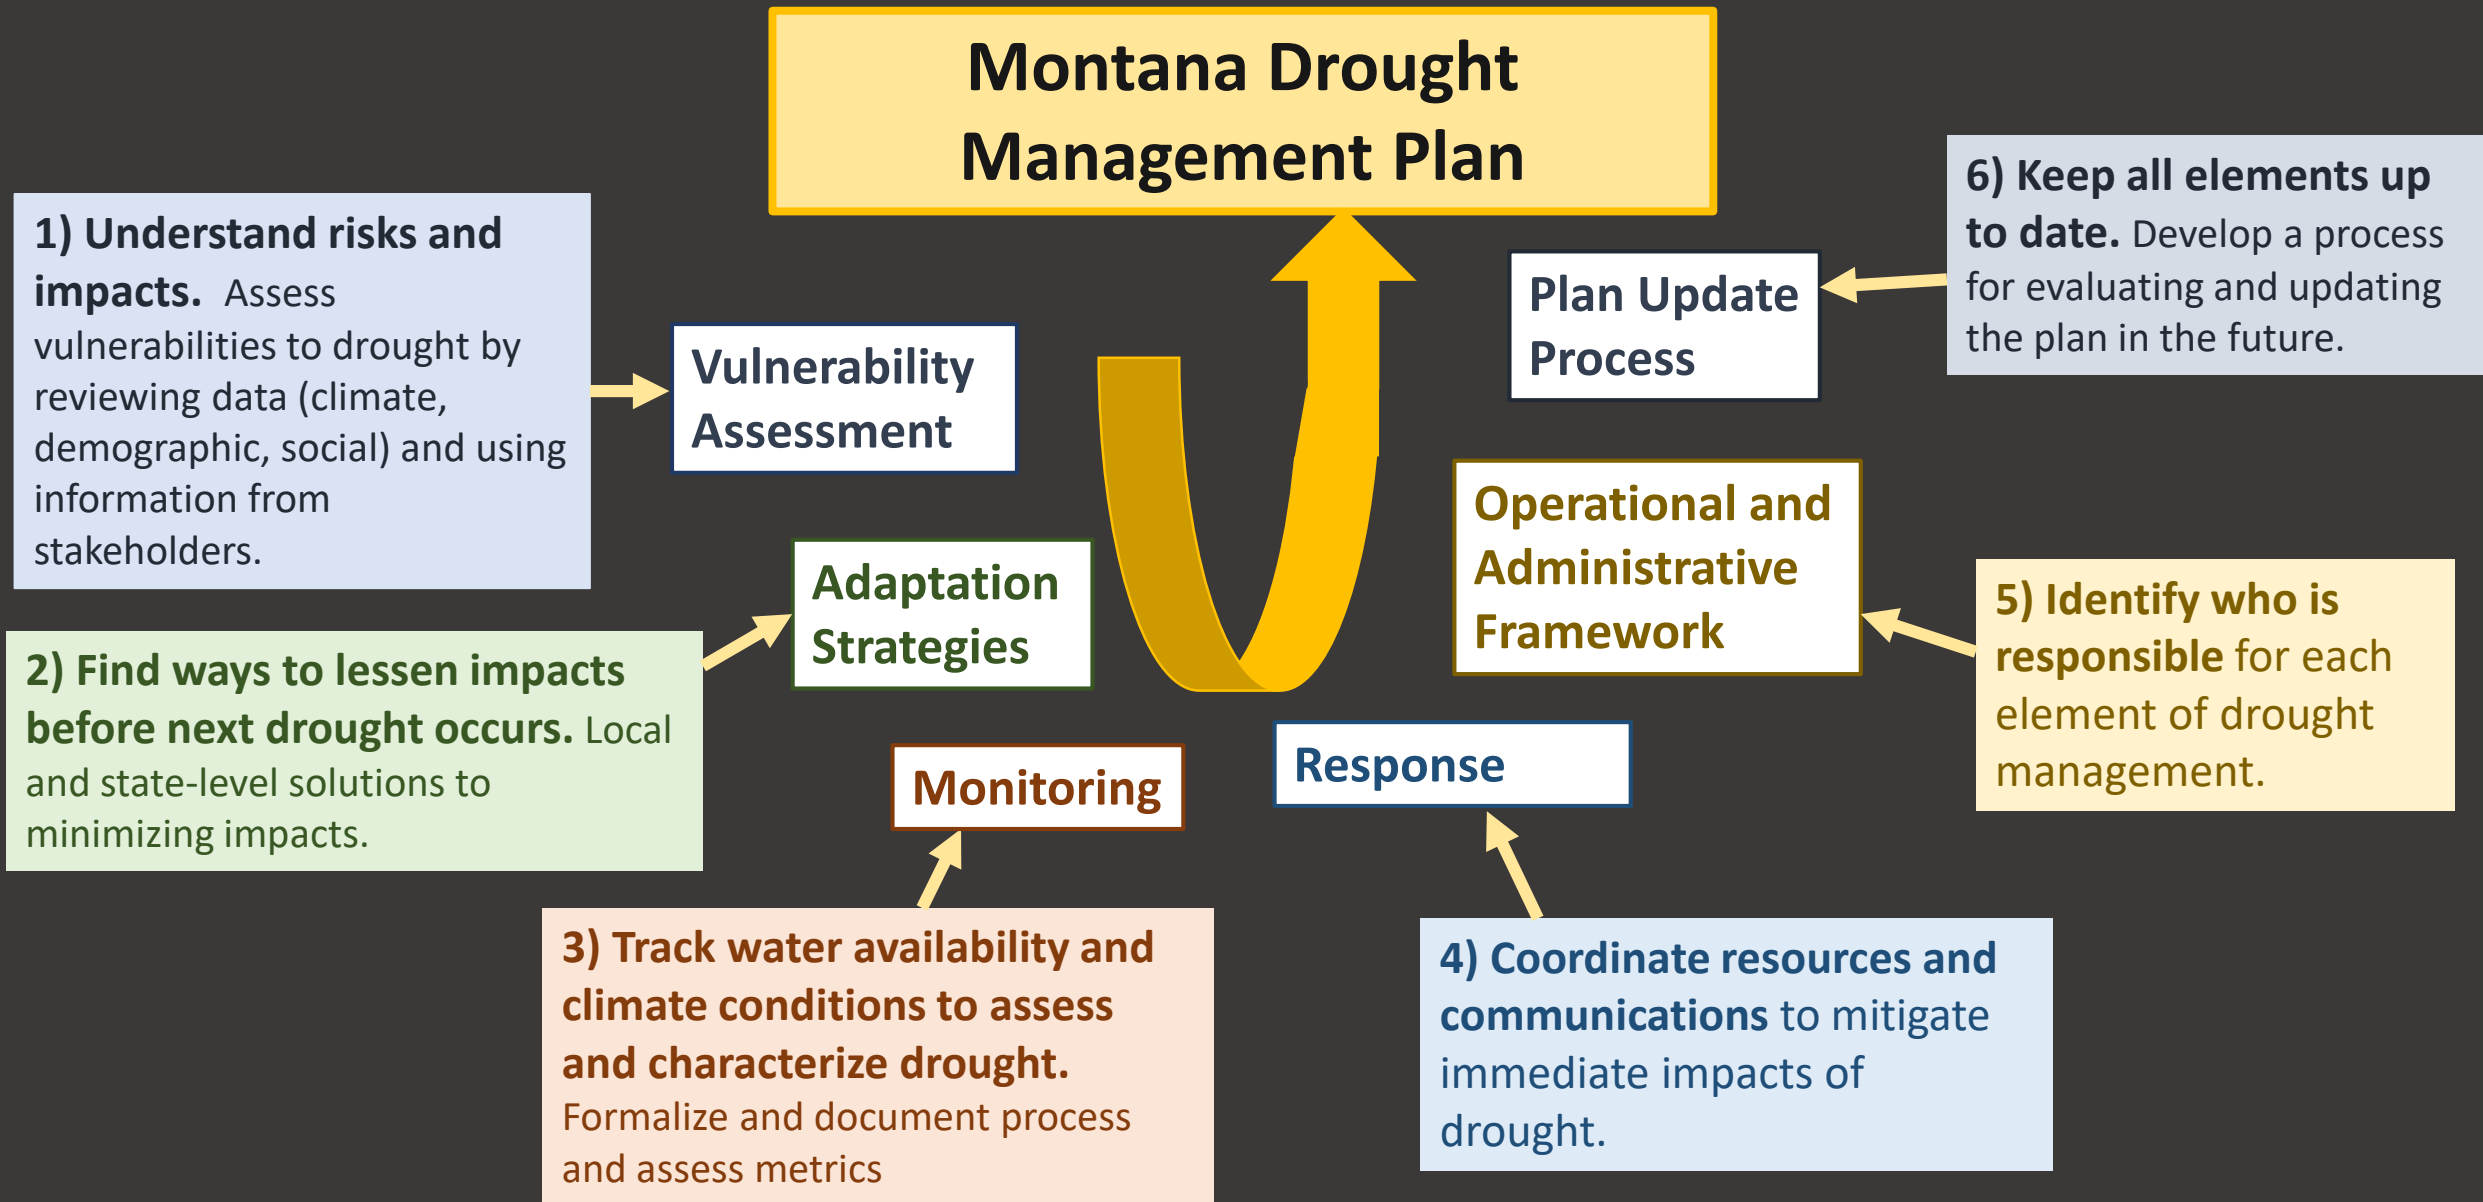 Montana Drought
Management Plan
1) Understand risks and
impacts. Assess
vulnerabilities to drought by
reviewing data (climate,
demographic, social) and using
information from
stakeholders.
Vulnerability
Assessment
2) Find ways to lessen impacts
before next drought occurs. Local
and state-level solutions to
minimizing impacts.
Adaptation
Strategies
3) Track water availability and
climate conditions to assess
and characterize drought.
Formalize and document process
and assess metrics
Monitoring
4) Coordinate resources and
communications to mitigate
immediate impacts of
drought.
Response
5) Identify who is
responsible for each
element of drought
management.
Operational and
Administrative
Framework
6) Keep all elements up
to date. Develop a process
for evaluating and updating
the plan in the future.
Plan Update
Process